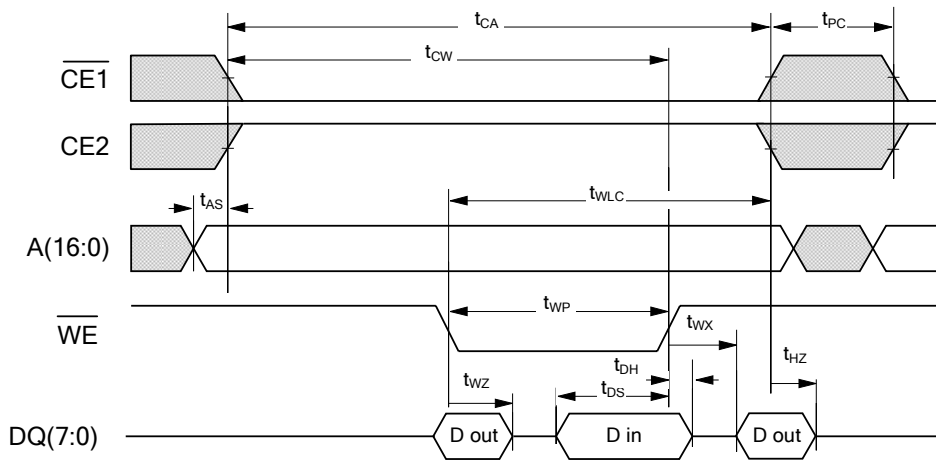 tCA
tPC
tCW
CE1
CE2
tWLC
tAS
A(16:0)
tWP
WE
tWX
tHZ
tDH
tWZ
tDS
DQ(7:0)
D out
D in
D out